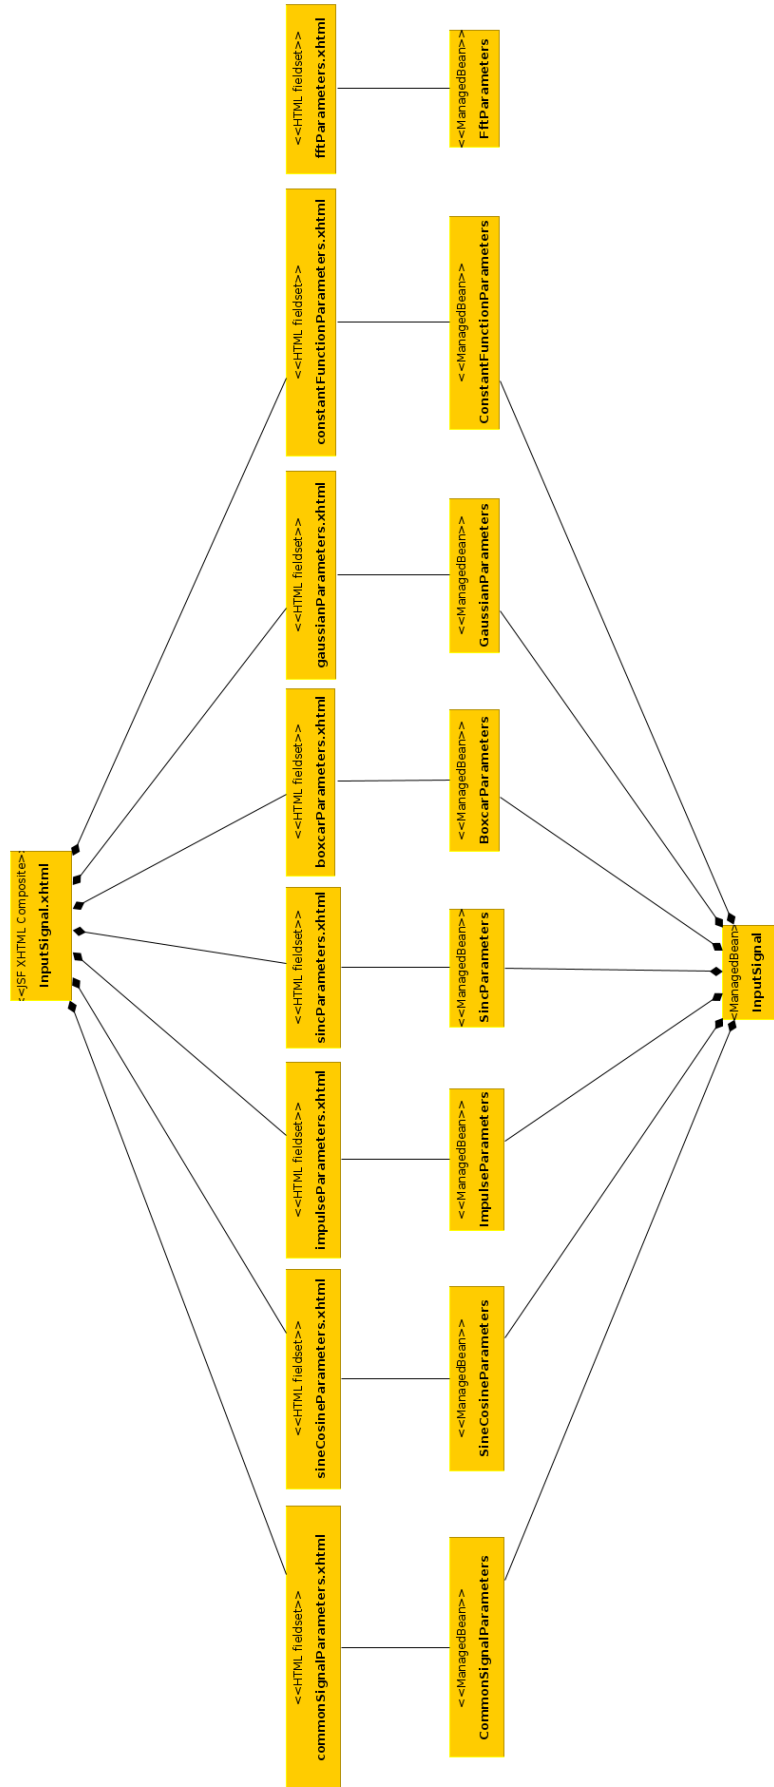 <<JSF XHTML Composite>>
InputSignal.xhtml
<<HTML fieldset>>
commonSignalParameters.xhtml
<<HTML fieldset>>
sineCosineParameters.xhtml
<<HTML fieldset>>
impulseParameters.xhtml
<<HTML fieldset>>
sincParameters.xhtml
<<HTML fieldset>>
boxcarParameters.xhtml
<<HTML fieldset>>
gaussianParameters.xhtml
<<HTML fieldset>>
constantFunctionParameters.xhtml
<<HTML fieldset>>
fftParameters.xhtml
<<ManagedBean>>
CommonSignalParameters
<<ManagedBean>>
SineCosineParameters
<<ManagedBean>>
ImpulseParameters
<<ManagedBean>>
SincParameters
<<ManagedBean>>
BoxcarParameters
<<ManagedBean>>
GaussianParameters
<<ManagedBean>>
ConstantFunctionParameters
<<ManagedBean>>
FftParameters
<ManagedBean>
InputSignal